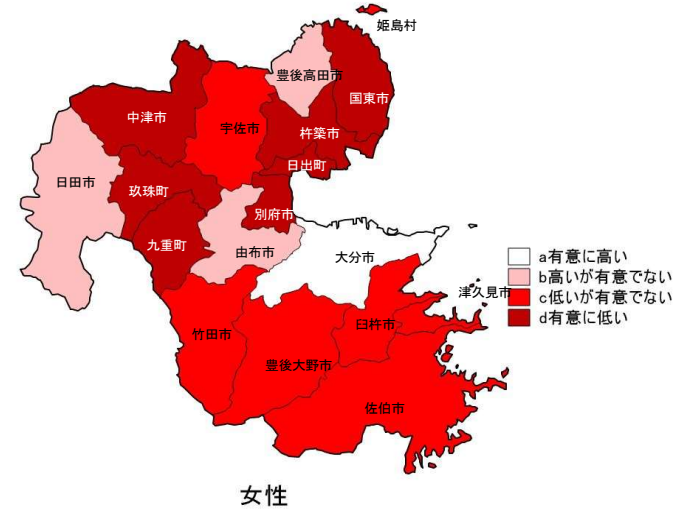 姫島村
豊後高田市
国東市
中津市
宇佐市
杵築市
日出町
日田市
玖珠町
別府市
九重町
由布市
大分市
a有意に高い
b高いが有意でない
c低いが有意でない
d有意に低い
津久見市
臼杵市
竹田市
豊後大野市
佐伯市
女性